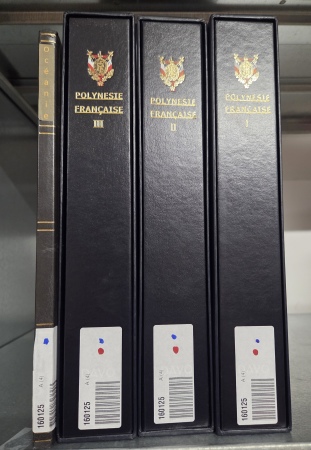 Océanie
160125
POLYNESIE
FRANÇAISE
III
160125
POLYNESIE
FRANÇAISE
II
160125
POLYNESIE
FRANÇAISE
I
160125